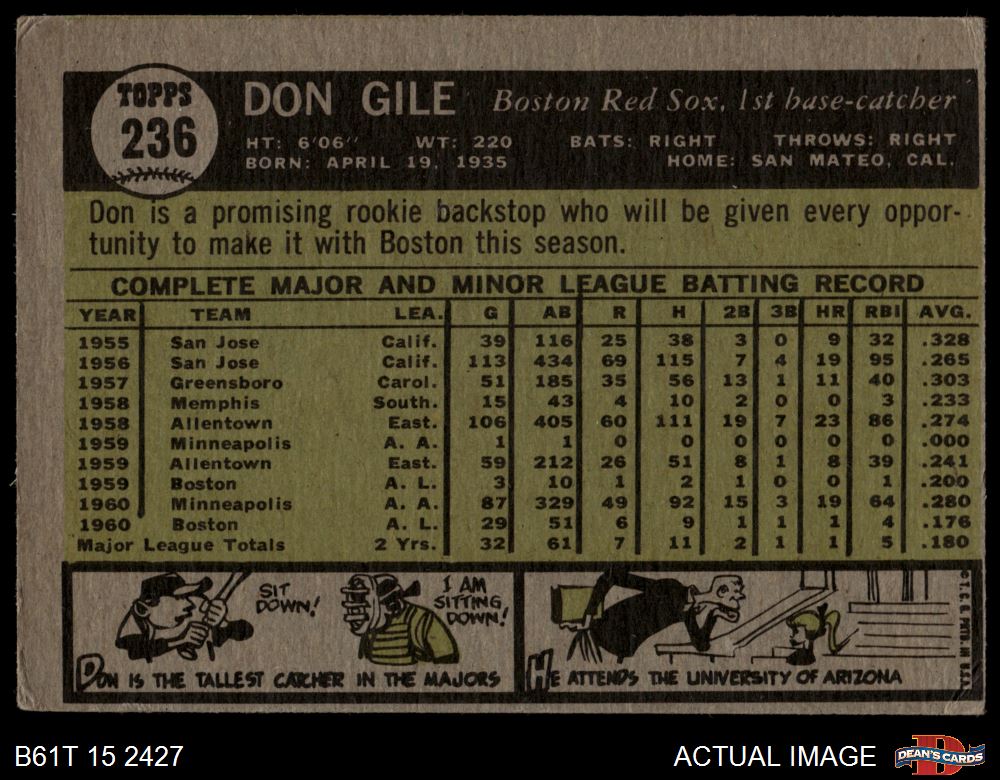 TOPPS
236
DON GILE Boston Red Sox, 1st base-catcher
HT: 6'06" WT: 220 BATS: RIGHT THROWS: RIGHT
BORN: APRIL 19, 1935 HOME: SAN MATEO, CAL.
Don is a promising rookie backstop who will be given every oppor-
tunity to make it with Boston this season.
COMPLETE MAJOR AND MINOR LEAGUE BATTING RECORD
YEAR TEAM LEA. G AB R H 2B 3B HR RBI AVG.
1955 San Jose Calif. 39 116 25 38 3 0 9 32 .328
1956 San Jose Calif. 113 434 69 115 7 4 19 95 .265
1957 Greensboro Carol. 51 185 35 56 13 1 11 40 .303
1958 Memphis South. 15 43 4 10 2 0 0 3 .233
1958 Allentown East. 106 405 60 111 19 7 23 86 .274
1959 Minneapolis A. A. 1 1 0 0 0 0 0 0 .000
1959 Allentown East. 59 212 26 51 8 1 8 39 .241
1959 Boston A. L. 3 10 1 2 1 0 0 1 .200
1960 Minneapolis A. A. 87 329 49 92 15 3 19 64 .280
1960 Boston A. L. 29 51 6 9 1 1 1 4 .176
Major League Totals 2 Yrs. 32 61 7 11 2 1 1 5 .180
SIT
DOWN!
I AM
SITTING
DOWN!
DON IS THE TALLEST CATCHER IN THE MAJORS
HE ATTENDS THE UNIVERSITY OF ARIZONA
© T. C. G. PRTD. IN U.S.A.
B61T 15 2427
ACTUAL IMAGE
D
DEAN'S CARDS